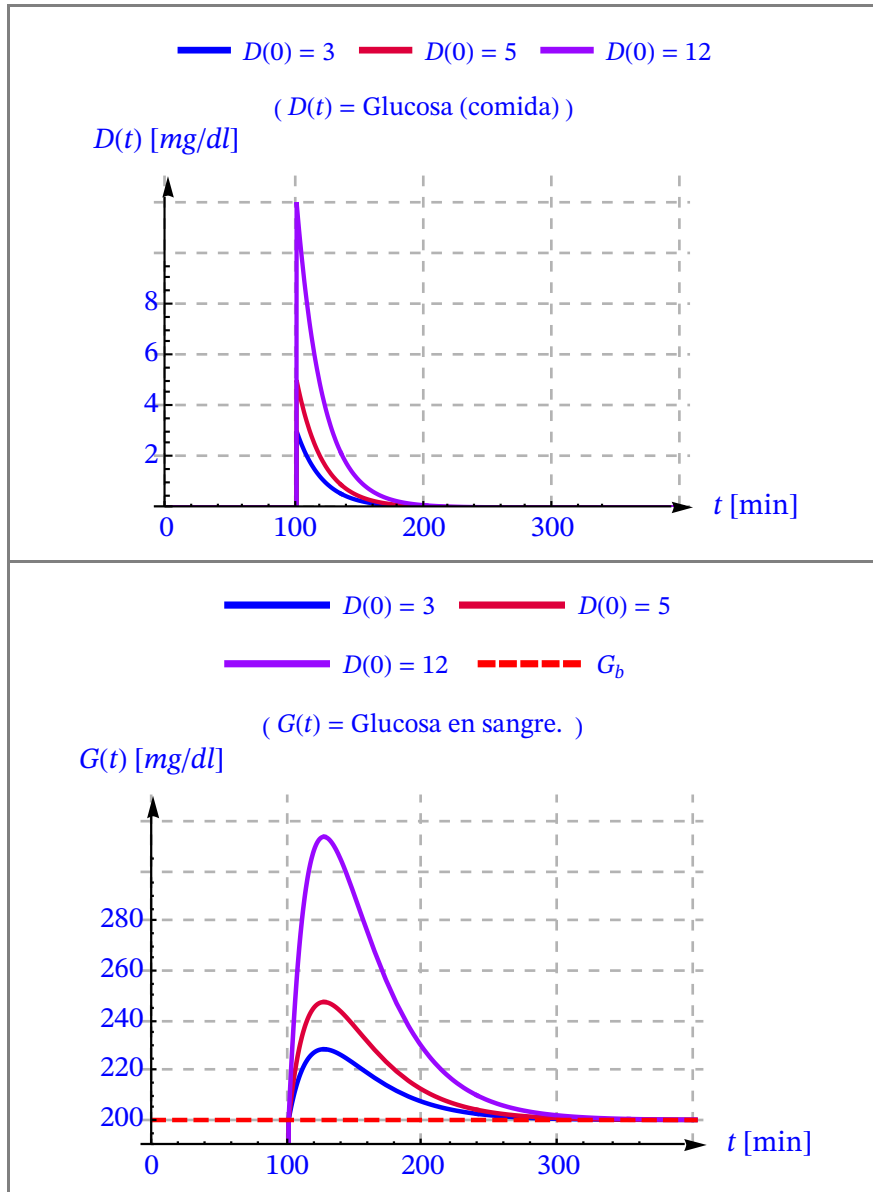 D(0) = 3 D(0) = 5 D(0) = 12
( D(t) = Glucosa (comida) )
D(t) [mg/dl]
8
6
4
2
0 100 200 300 t [min]
D(0) = 3 D(0) = 5
D(0) = 12 G_b
( G(t) = Glucosa en sangre. )
G(t) [mg/dl]
280
260
240
220
200
0 100 200 300 t [min]